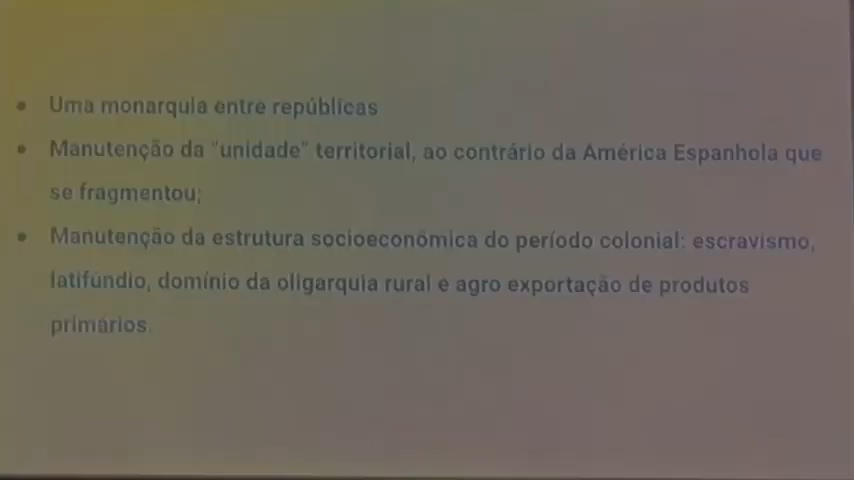 • Uma monarquia entre repúblicas
• Manutenção da "unidade" territorial, ao contrário da América Espanhola que
se fragmentou;
• Manutenção da estrutura socioeconômica do período colonial: escravismo,
latifúndio, domínio da oligarquia rural e agro exportação de produtos
primários.